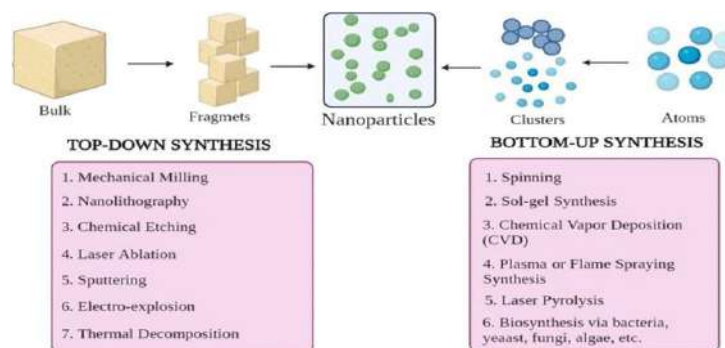 Bulk
Fragmets
Nanoparticles
Clusters
Atoms
TOP-DOWN SYNTHESIS
1. Mechanical Milling
2. Nanolithography
3. Chemical Etching
4. Laser Ablation
5. Sputtering
6. Electro-explosion
7. Thermal Decomposition
BOTTOM-UP SYNTHESIS
1. Spinning
2. Sol-gel Synthesis
3. Chemical Vapor Deposition
(CVD)
4. Plasma or Flame Spraying
Synthesis
5. Laser Pyrolysis
6. Biosynthesis via bacteria,
yeaast, fungi, algae, etc.